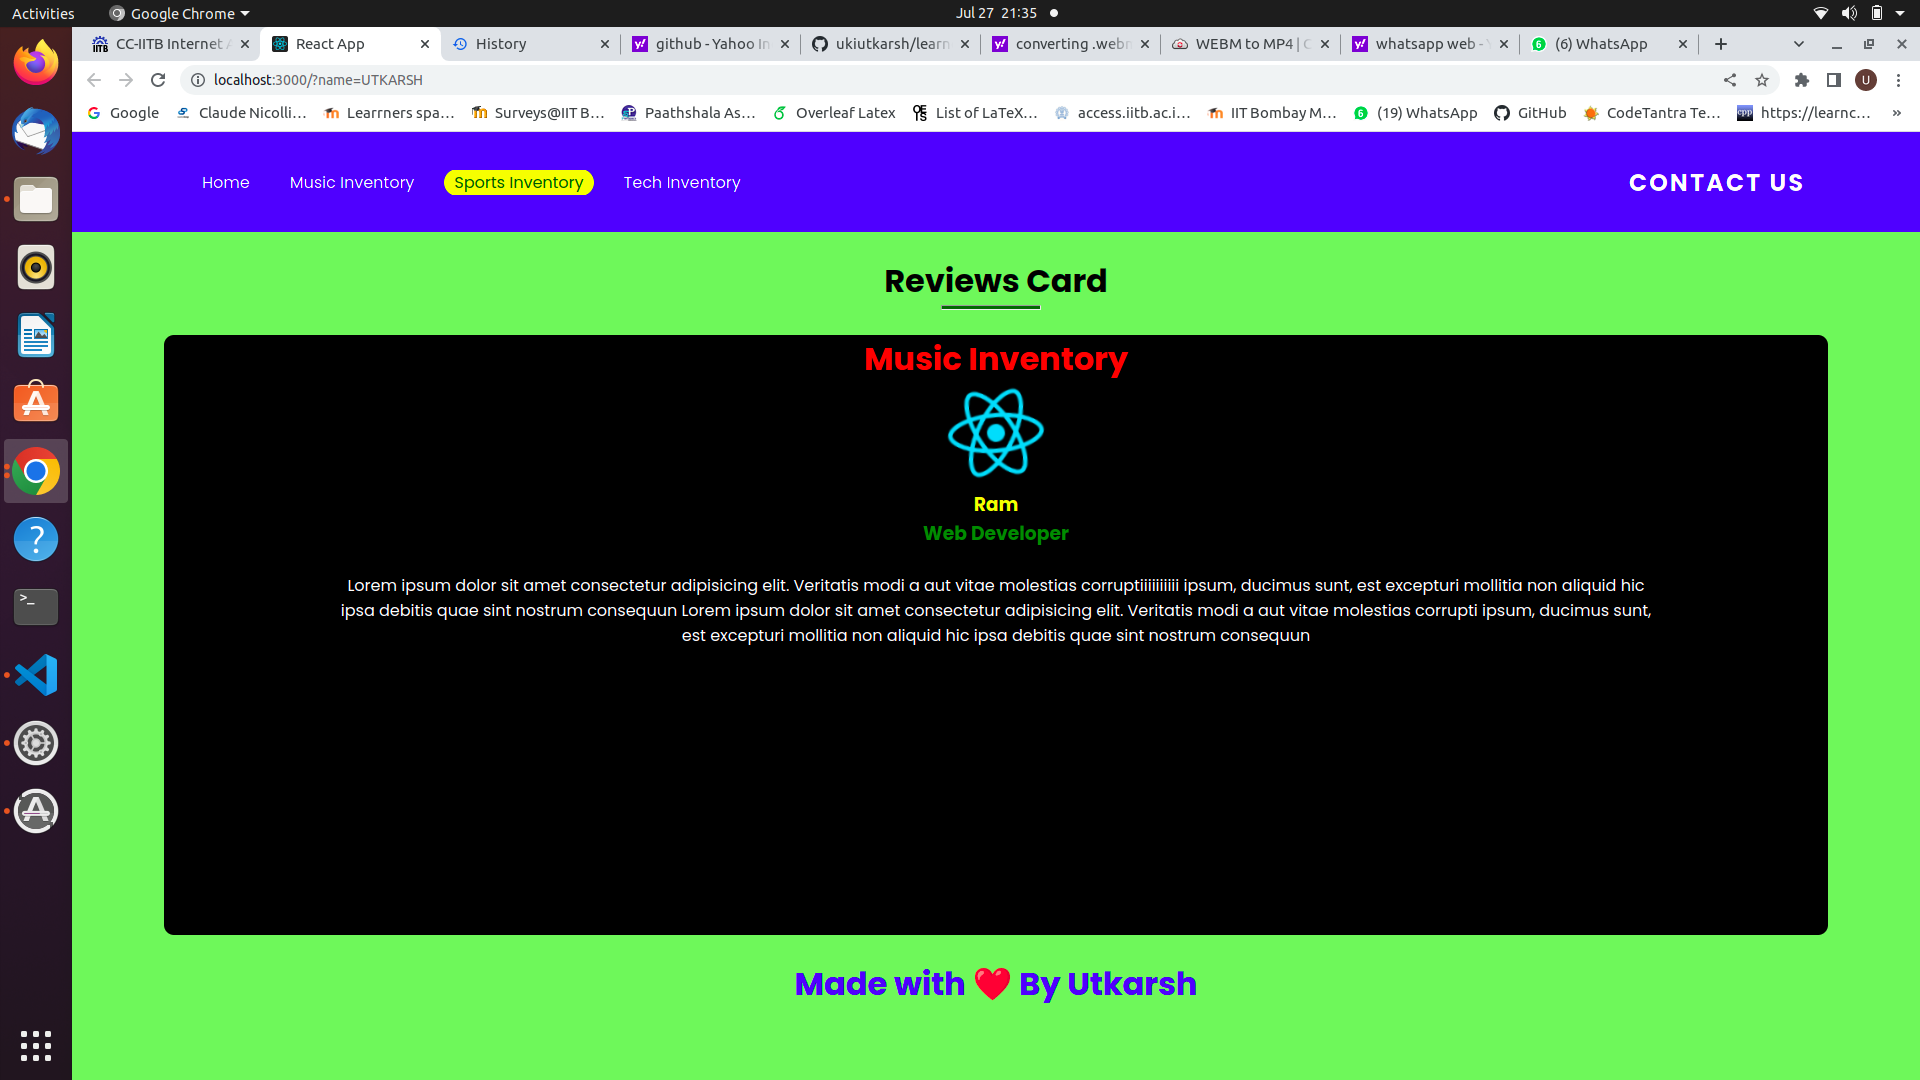 Activities
Google Chrome
Jul 27 21:35
CC-IITB Internet A
React App
History
github - Yahoo In
ukiutkarsh/learn
converting .webm
WEBM to MP4 | C
whatsapp web - Y
(6) WhatsApp
localhost:3000/?name=UTKARSH
U
Google
Claude Nicolli...
Learrners spa...
Surveys@IIT B...
Paathshala As...
Overleaf Latex
List of LaTeX...
access.iitb.ac.i...
IIT Bombay M...
(19) WhatsApp
GitHub
CodeTantra Te...
https://learnc...
»
Home
Music Inventory
Sports Inventory
Tech Inventory
CONTACT US
Reviews Card
Music Inventory
Ram
Web Developer
Lorem ipsum dolor sit amet consectetur adipisicing elit. Veritatis modi a aut vitae molestias corruptiiiiiiiiii ipsum, ducimus sunt, est excepturi mollitia non aliquid hic
ipsa debitis quae sint nostrum consequun Lorem ipsum dolor sit amet consectetur adipisicing elit. Veritatis modi a aut vitae molestias corrupti ipsum, ducimus sunt,
est excepturi mollitia non aliquid hic ipsa debitis quae sint nostrum consequun
Made with ❤️ By Utkarsh